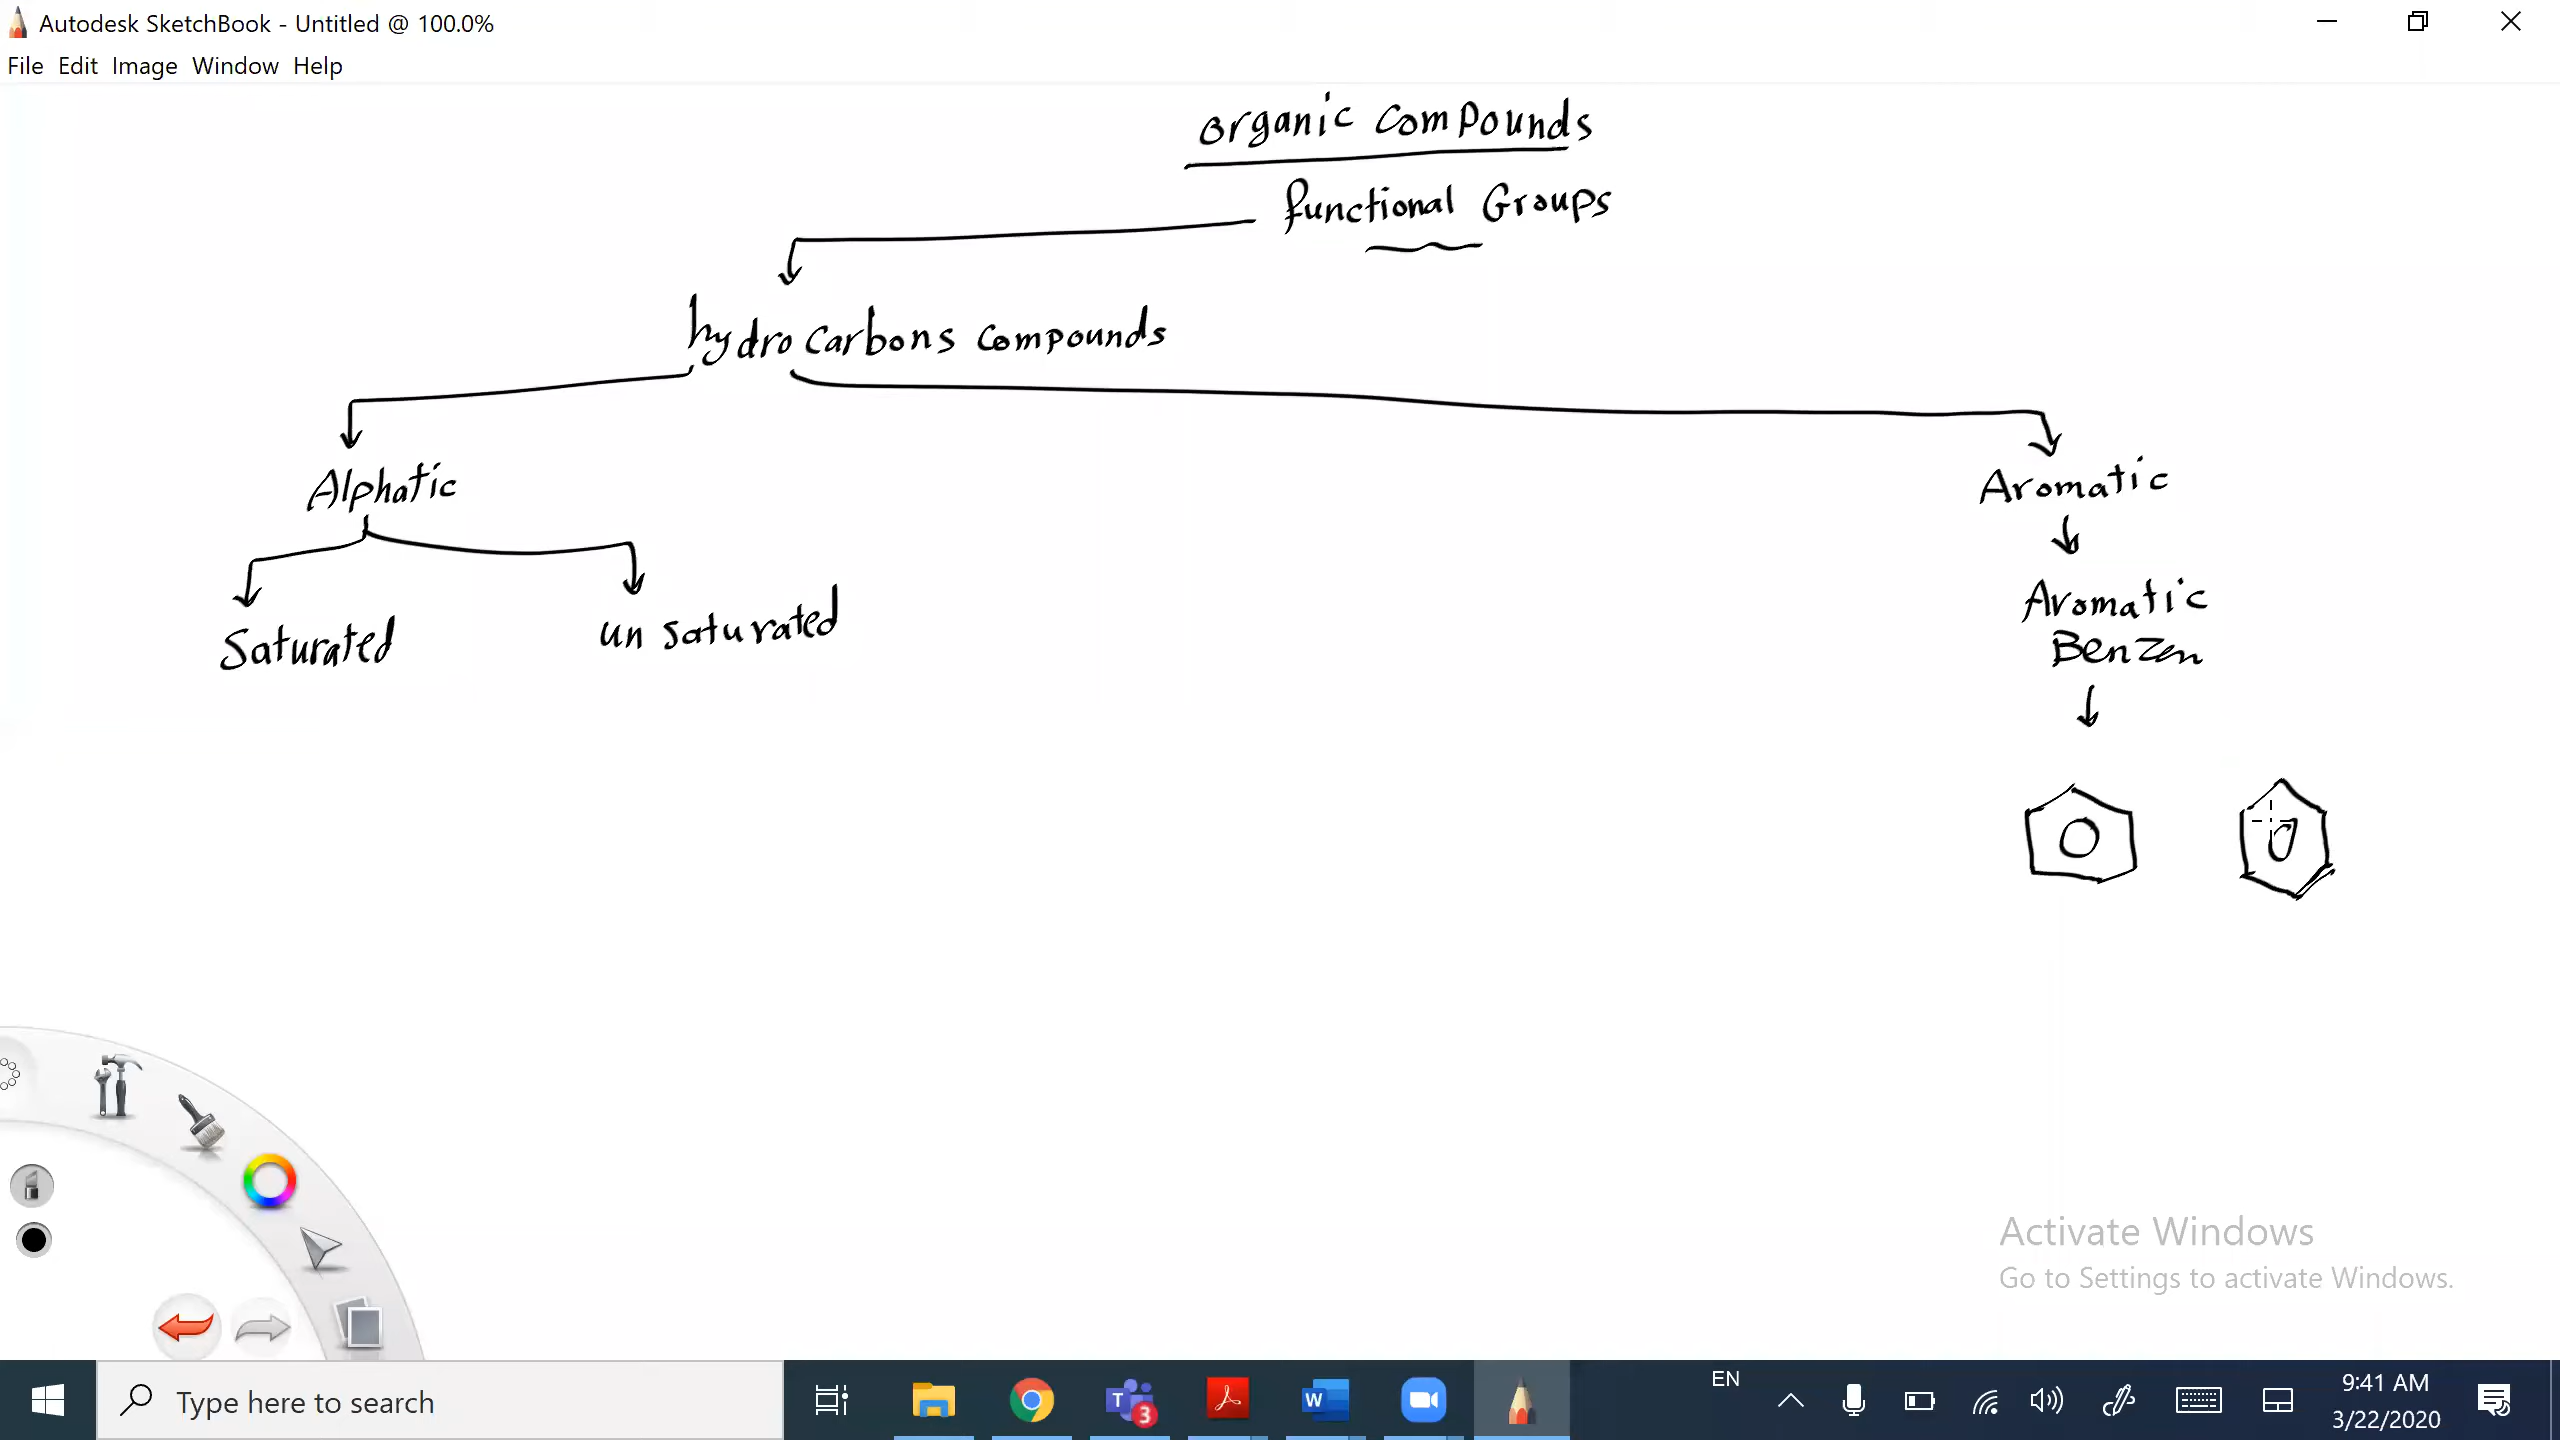 Autodesk SketchBook - Untitled @ 100.0%
File Edit Image Window Help
organic compounds
functional Groups
hydro carbons compounds
Alphatic
Aromatic
Aromatic
Benzen
Saturated
un saturated
Activate Windows
Go to Settings to activate Windows.
Type here to search
3
EN
9:41 AM
3/22/2020